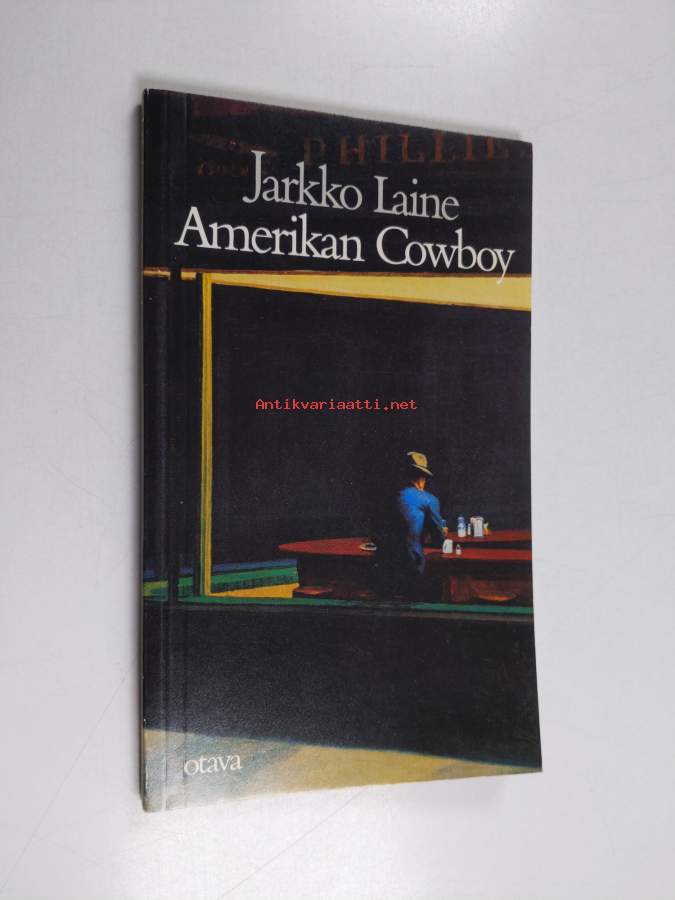 PHILLIE
Jarkko Laine
Amerikan Cowboy
Antikvariaatti.net
otava